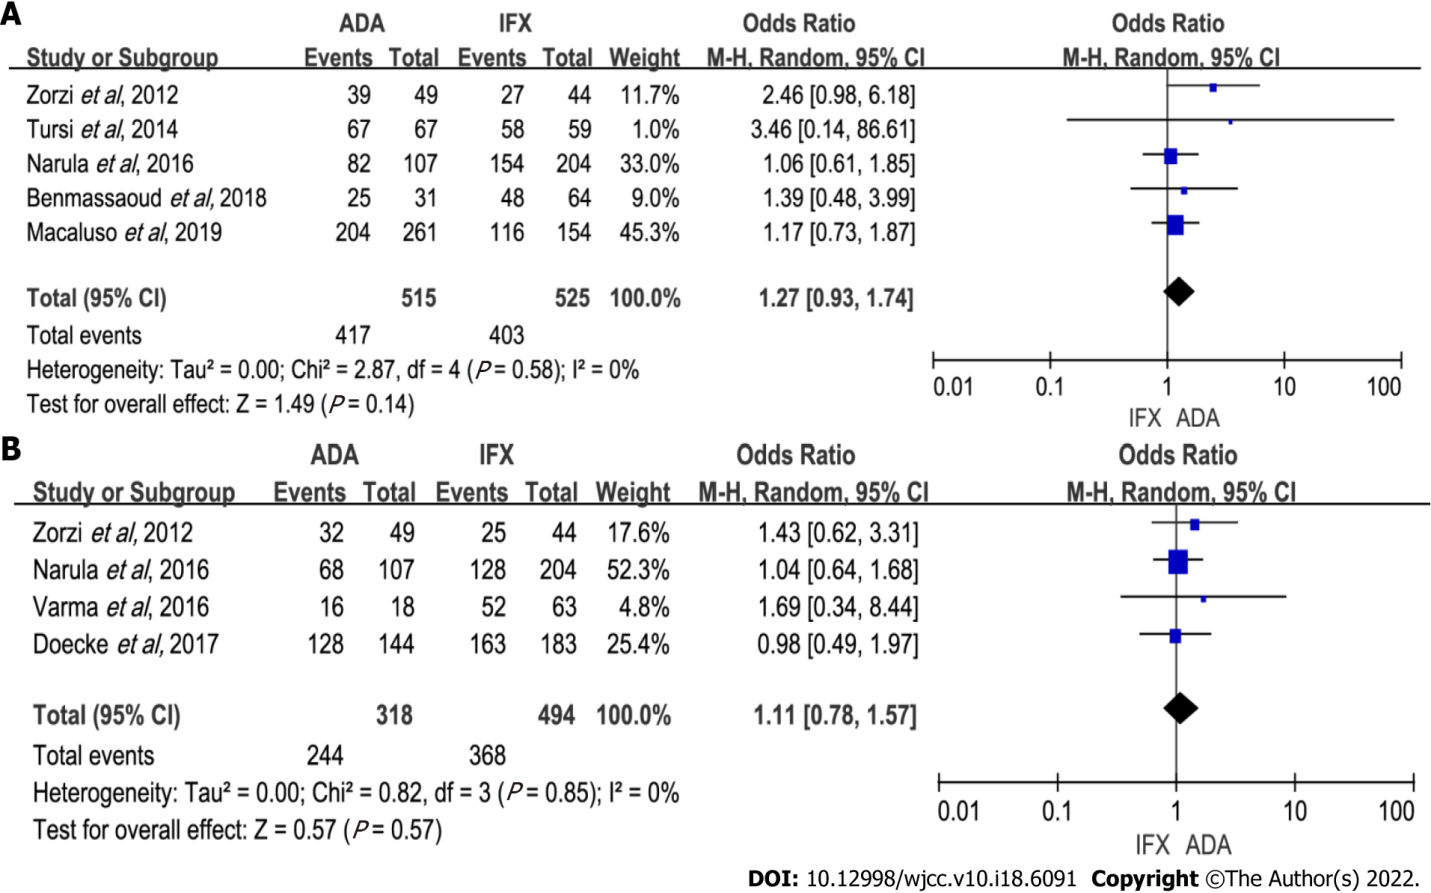 A
ADA IFX Odds Ratio Odds Ratio
Study or Subgroup Events Total Events Total Weight M-H, Random, 95% CI M-H, Random, 95% CI
Zorzi et al, 2012 39 49 27 44 11.7% 2.46 [0.98, 6.18]
Tursi et al, 2014 67 67 58 59 1.0% 3.46 [0.14, 86.61]
Narula et al, 2016 82 107 154 204 33.0% 1.06 [0.61, 1.85]
Benmassaoud et al, 2018 25 31 48 64 9.0% 1.39 [0.48, 3.99]
Macaluso et al, 2019 204 261 116 154 45.3% 1.17 [0.73, 1.87]
Total (95% CI) 515 525 100.0% 1.27 [0.93, 1.74]
Total events 417 403
Heterogeneity: Tau² = 0.00; Chi² = 2.87, df = 4 (P = 0.58); I² = 0%
Test for overall effect: Z = 1.49 (P = 0.14)
0.01 0.1 1 10 100
IFX ADA
B
ADA IFX Odds Ratio Odds Ratio
Study or Subgroup Events Total Events Total Weight M-H, Random, 95% CI M-H, Random, 95% CI
Zorzi et al, 2012 32 49 25 44 17.6% 1.43 [0.62, 3.31]
Narula et al, 2016 68 107 128 204 52.3% 1.04 [0.64, 1.68]
Varma et al, 2016 16 18 52 63 4.8% 1.69 [0.34, 8.44]
Doecke et al, 2017 128 144 163 183 25.4% 0.98 [0.49, 1.97]
Total (95% CI) 318 494 100.0% 1.11 [0.78, 1.57]
Total events 244 368
Heterogeneity: Tau² = 0.00; Chi² = 0.82, df = 3 (P = 0.85); I² = 0%
Test for overall effect: Z = 0.57 (P = 0.57)
0.01 0.1 1 10 100
IFX ADA
DOI: 10.12998/wjcc.v10.i18.6091 Copyright ©The Author(s) 2022.